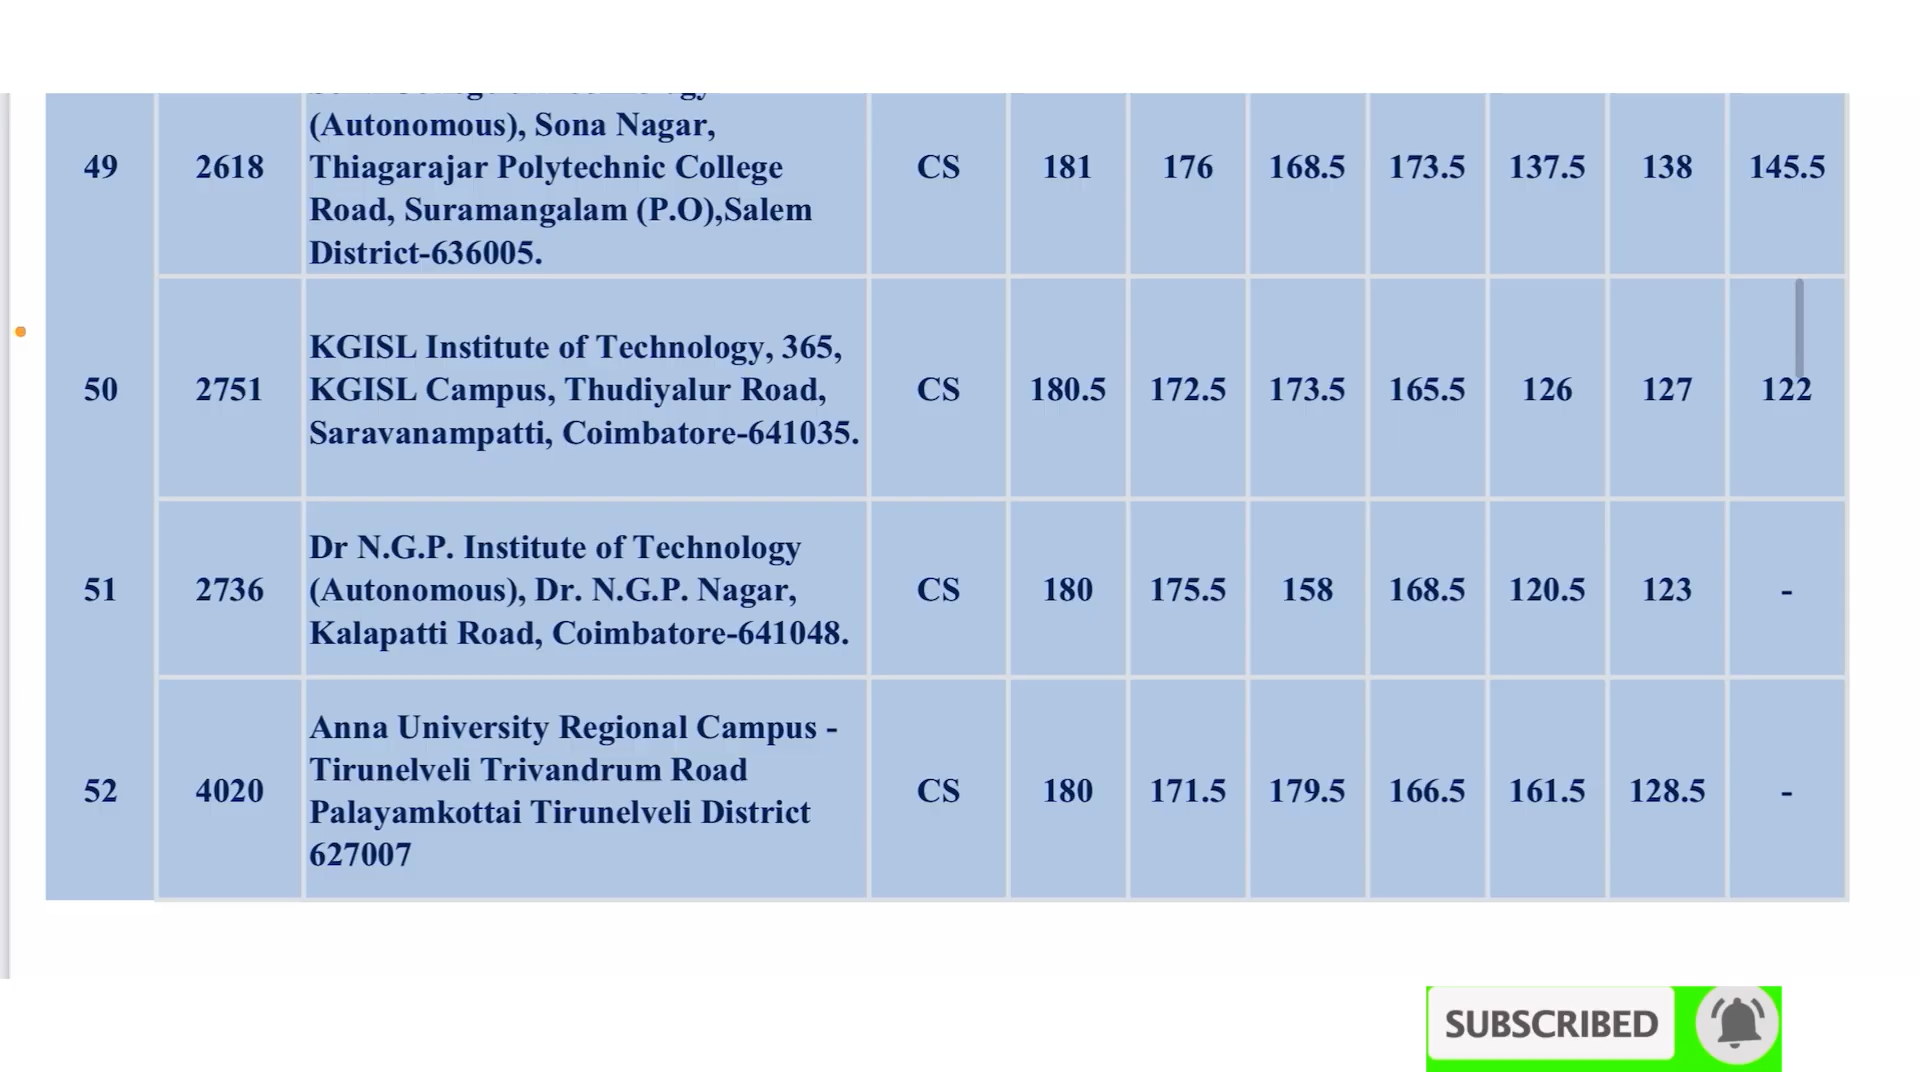 (Autonomous), Sona Nagar,
49 2618 Thiagarajar Polytechnic College CS 181 176 168.5 173.5 137.5 138 145.5
Road, Suramangalam (P.O),Salem
District-636005.
KGISL Institute of Technology, 365,
50 2751 KGISL Campus, Thudiyalur Road, CS 180.5 172.5 173.5 165.5 126 127 122
Saravanampatti, Coimbatore-641035.
Dr N.G.P. Institute of Technology
51 2736 (Autonomous), Dr. N.G.P. Nagar, CS 180 175.5 158 168.5 120.5 123 -
Kalapatti Road, Coimbatore-641048.
Anna University Regional Campus -
Tirunelveli Trivandrum Road
52 4020 CS 180 171.5 179.5 166.5 161.5 128.5 -
Palayamkottai Tirunelveli District
627007
SUBSCRIBED